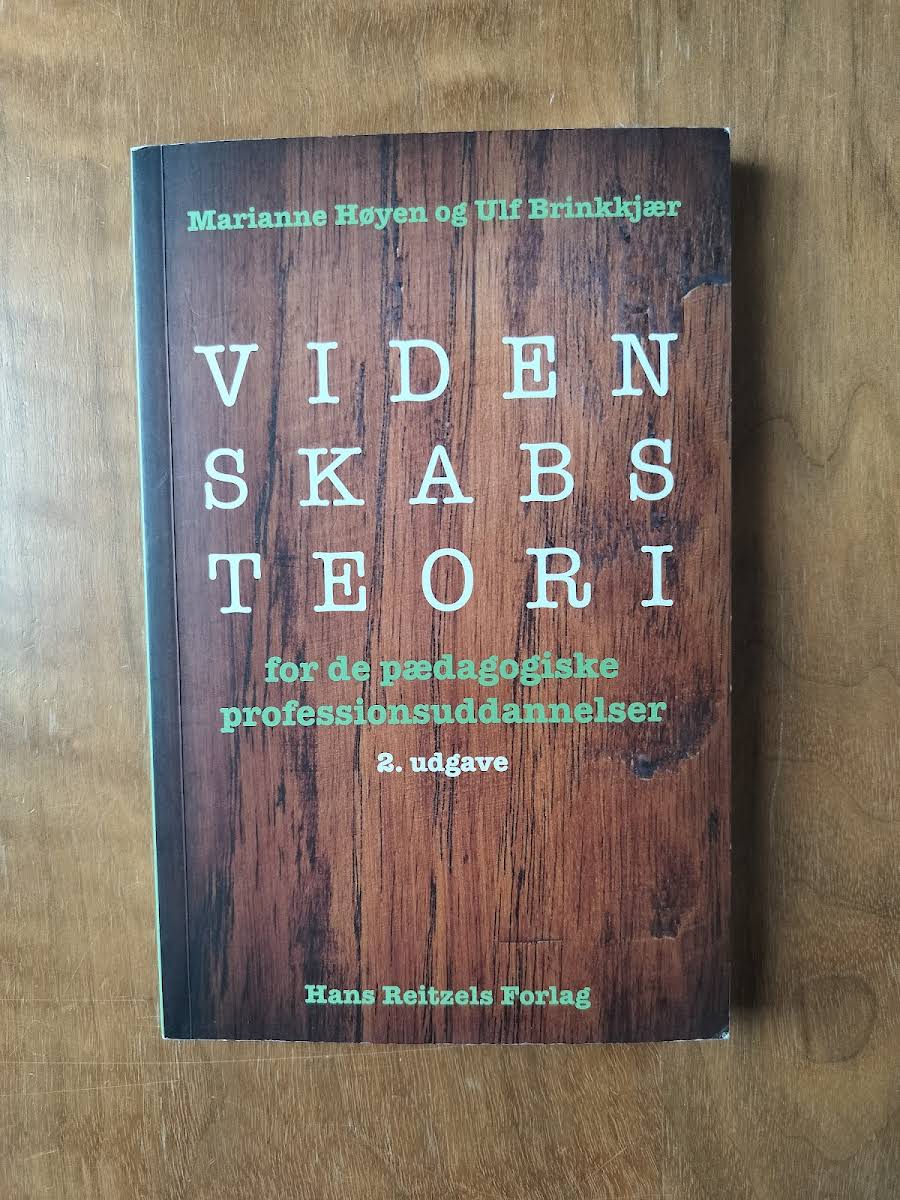 Marianne Høyen og Ulf Brinkkjær
VIDEN
SKABS
TEORI
for de pædagogiske
professionsuddannelser
2. udgave
Hans Reitzels Forlag